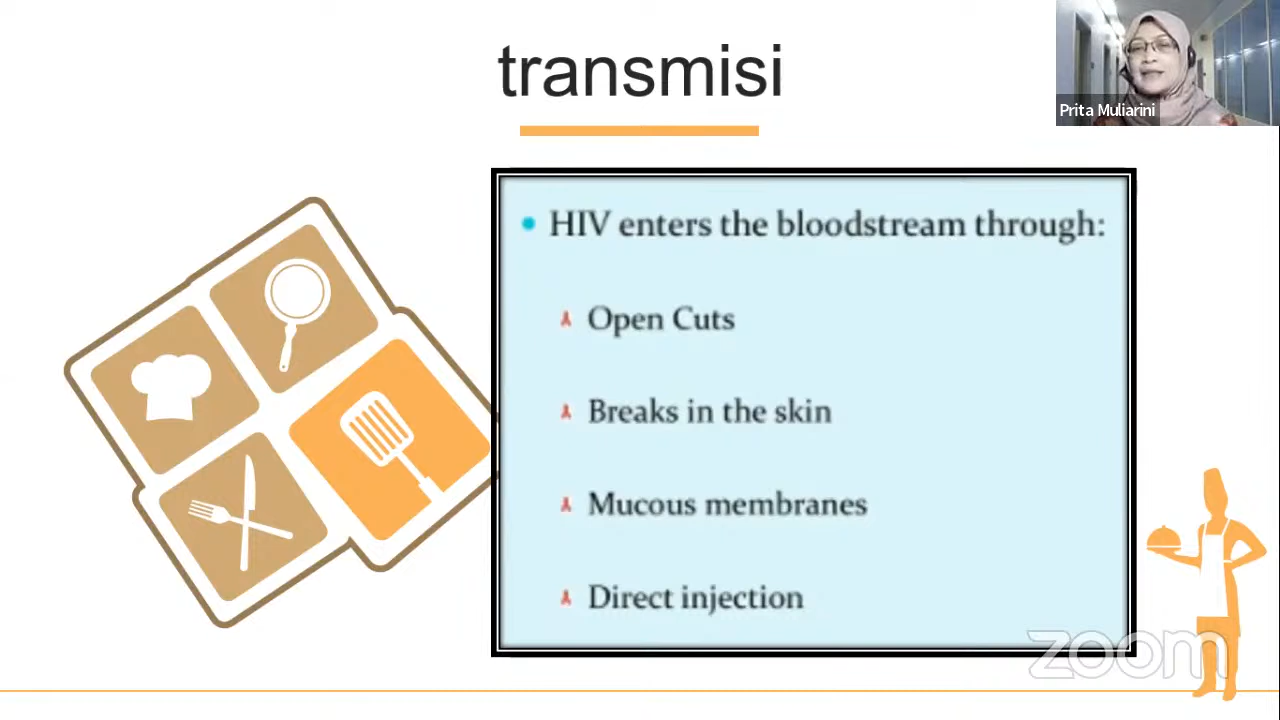 transmisi
Prita Muliarini
HIV enters the bloodstream through:
Open Cuts
Breaks in the skin
Mucous membranes
Direct injection
zoom